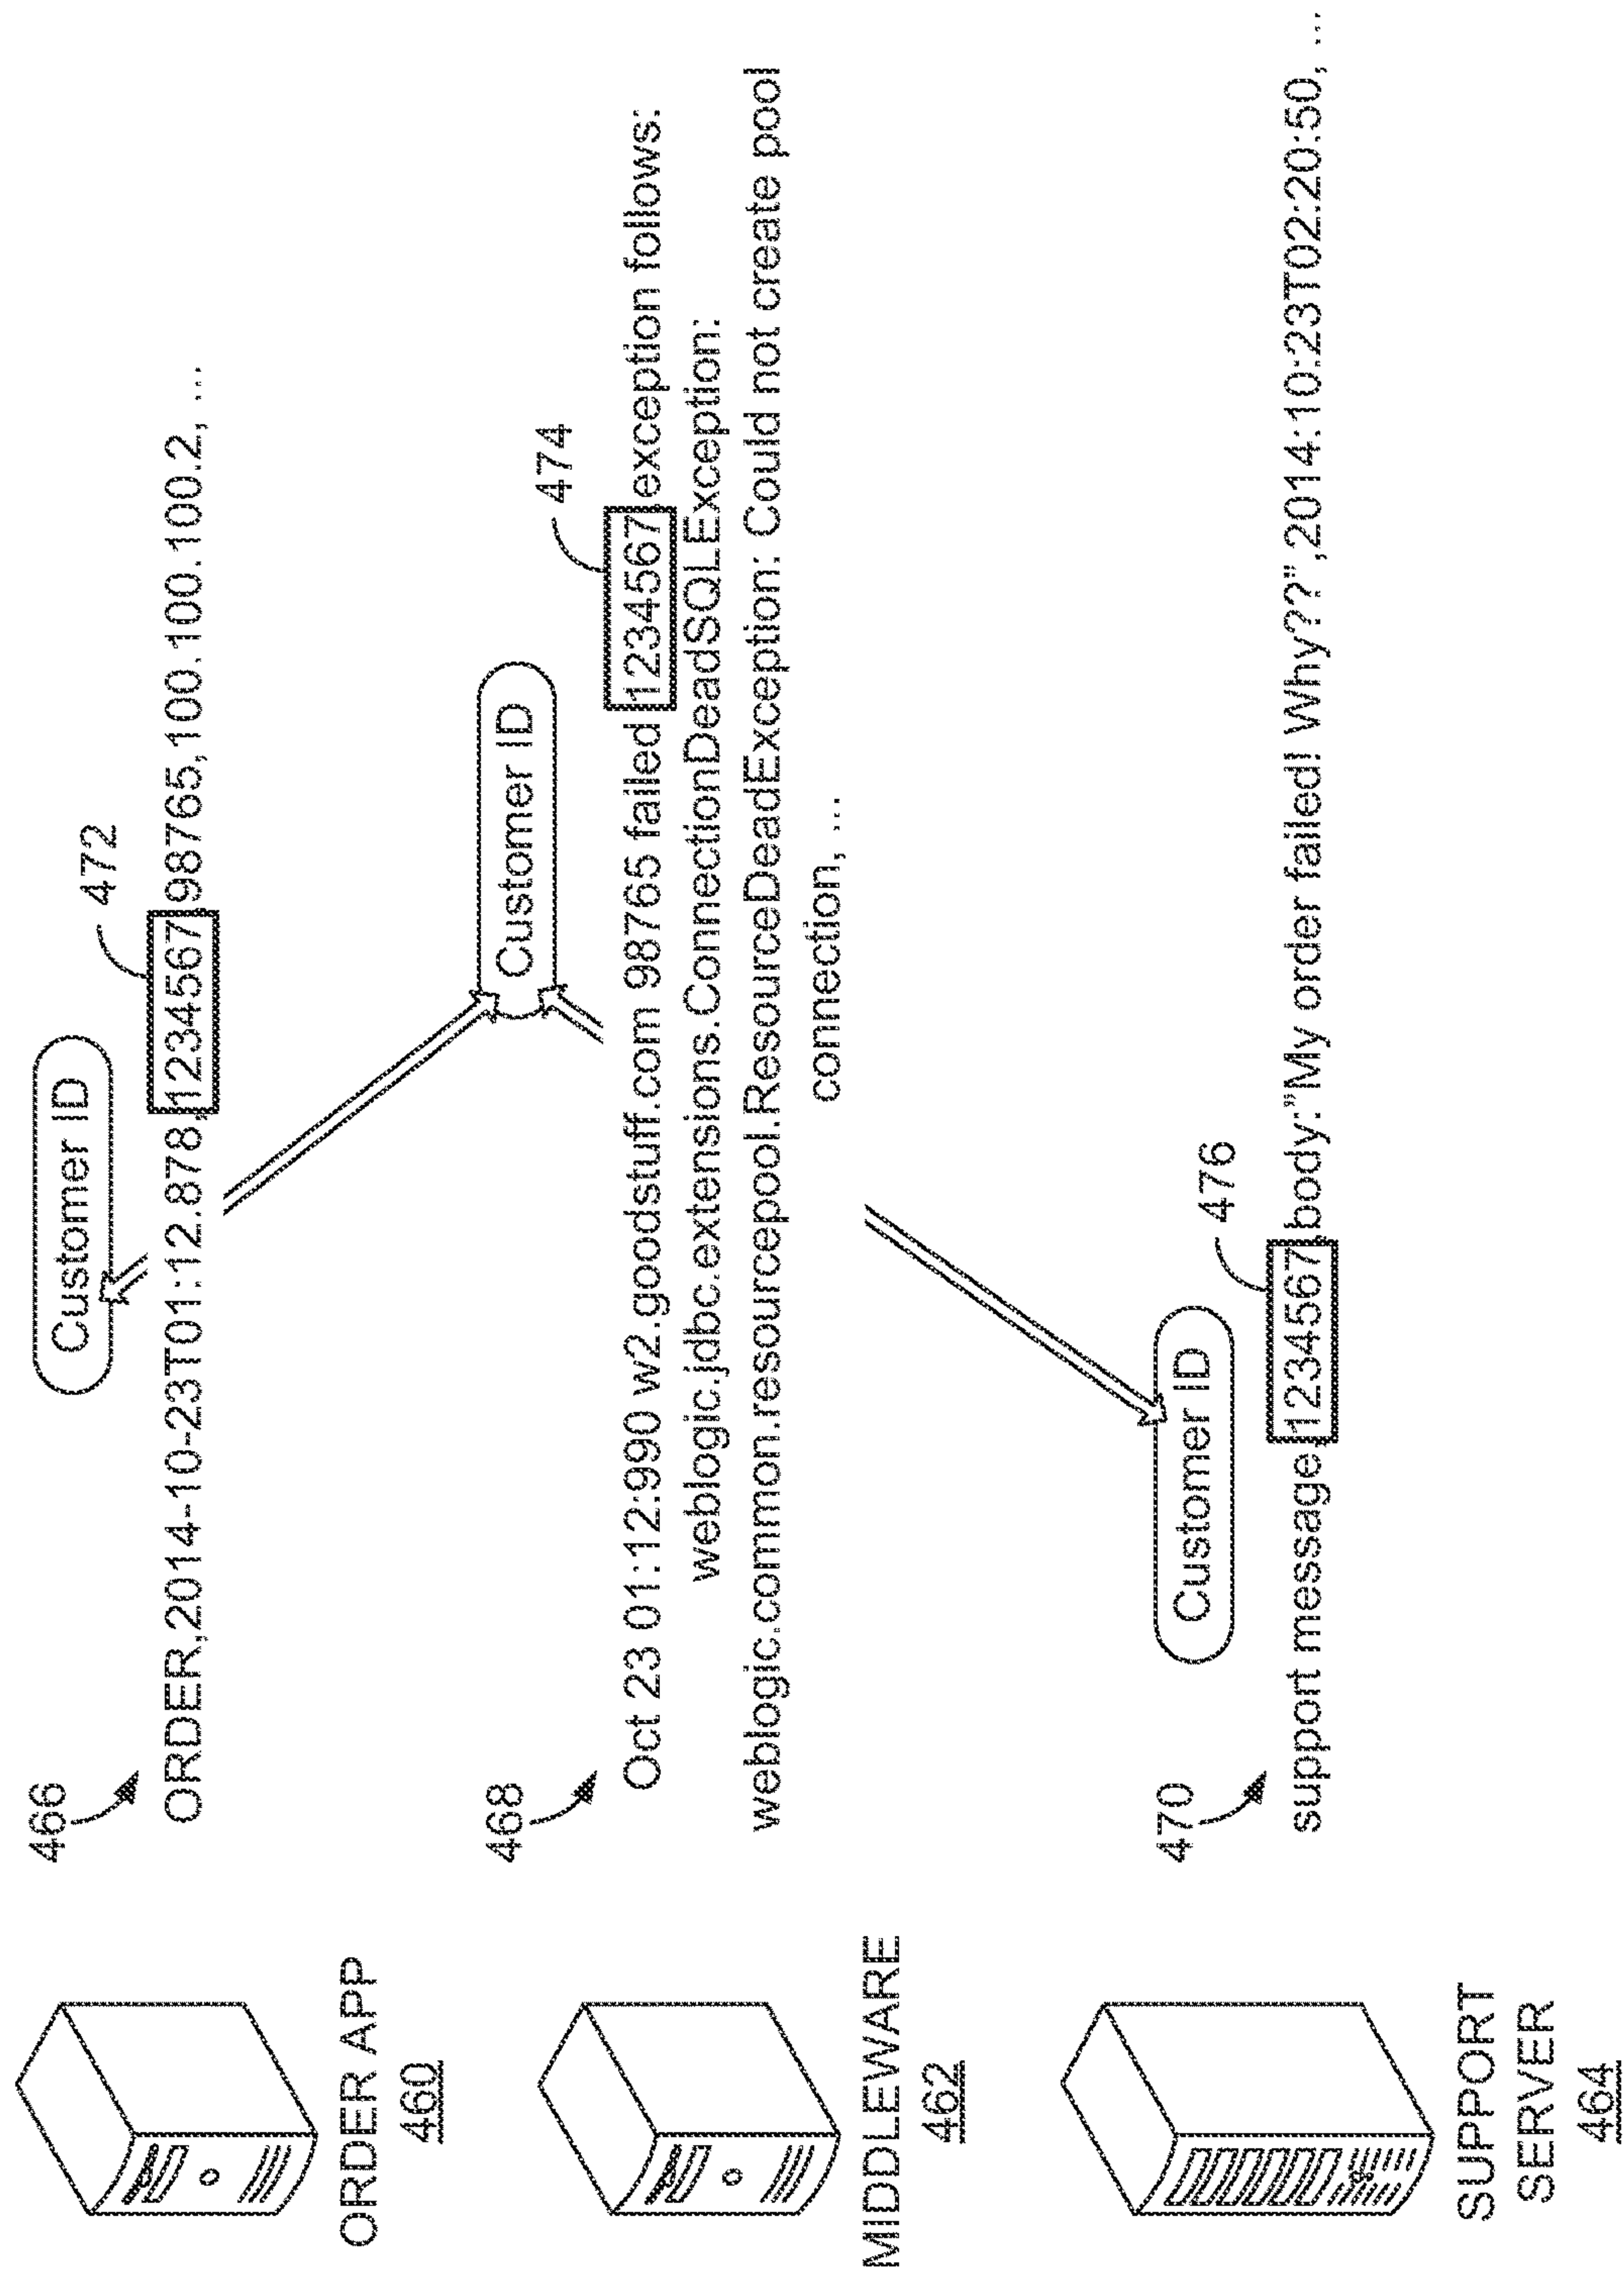 466
Customer ID
472
ORDER,2014-10-23T01:12.878,1234567,98765,100.100.100.2, ...
ORDER APP
460
468
Customer ID
474
Oct 23 01:12:990 w2.goodstuff.com 98765 failed 1234567,exception follows:
weblogic.jdbc.extensions.ConnectionDeadSQLException:
weblogic.common.resourcepool.ResourceDeadException: Could not create pool
connection, ...
MIDDLEWARE
462
470
Customer ID
476
support message,1234567,body:"My order failed! Why??",2014:10:23T02:20:50, ...
SUPPORT
SERVER
464